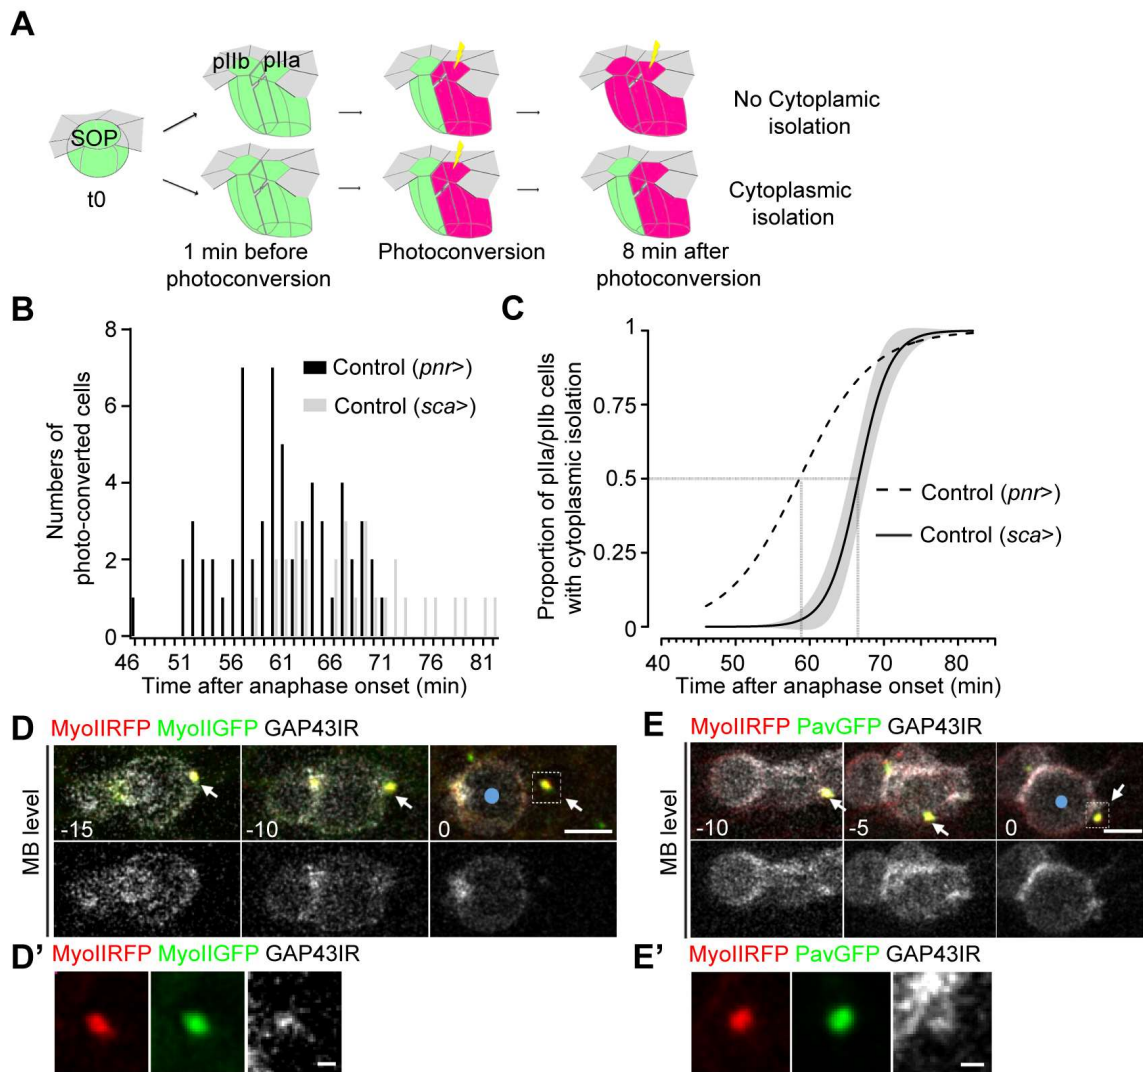 A
pIIb pIIa
SOP
t0
No Cytoplamic
isolation
Cytoplasmic
isolation
1 min before
photoconversion
Photoconversion
8 min after
photoconversion
B
8
6
4
2
0
Numbers of
photo-converted cells
Control (pnr>)
Control (sca>)
46 51 56 61 66 71 76 81
Time after anaphase onset (min)
C
1
0.75
0.5
0.25
0
Proportion of pIIa/pIIb cells
with cytoplasmic isolation
Control (pnr>)
Control (sca>)
40 50 60 70 80
Time after anaphase onset (min)
D
MyoIIRFP MyoIIGFP GAP43IR
MB level
-15 -10 0
D'
MyoIIRFP MyoIIGFP GAP43IR
E
MyoIIRFP PavGFP GAP43IR
MB level
-10 -5 0
E'
MyoIIRFP PavGFP GAP43IR